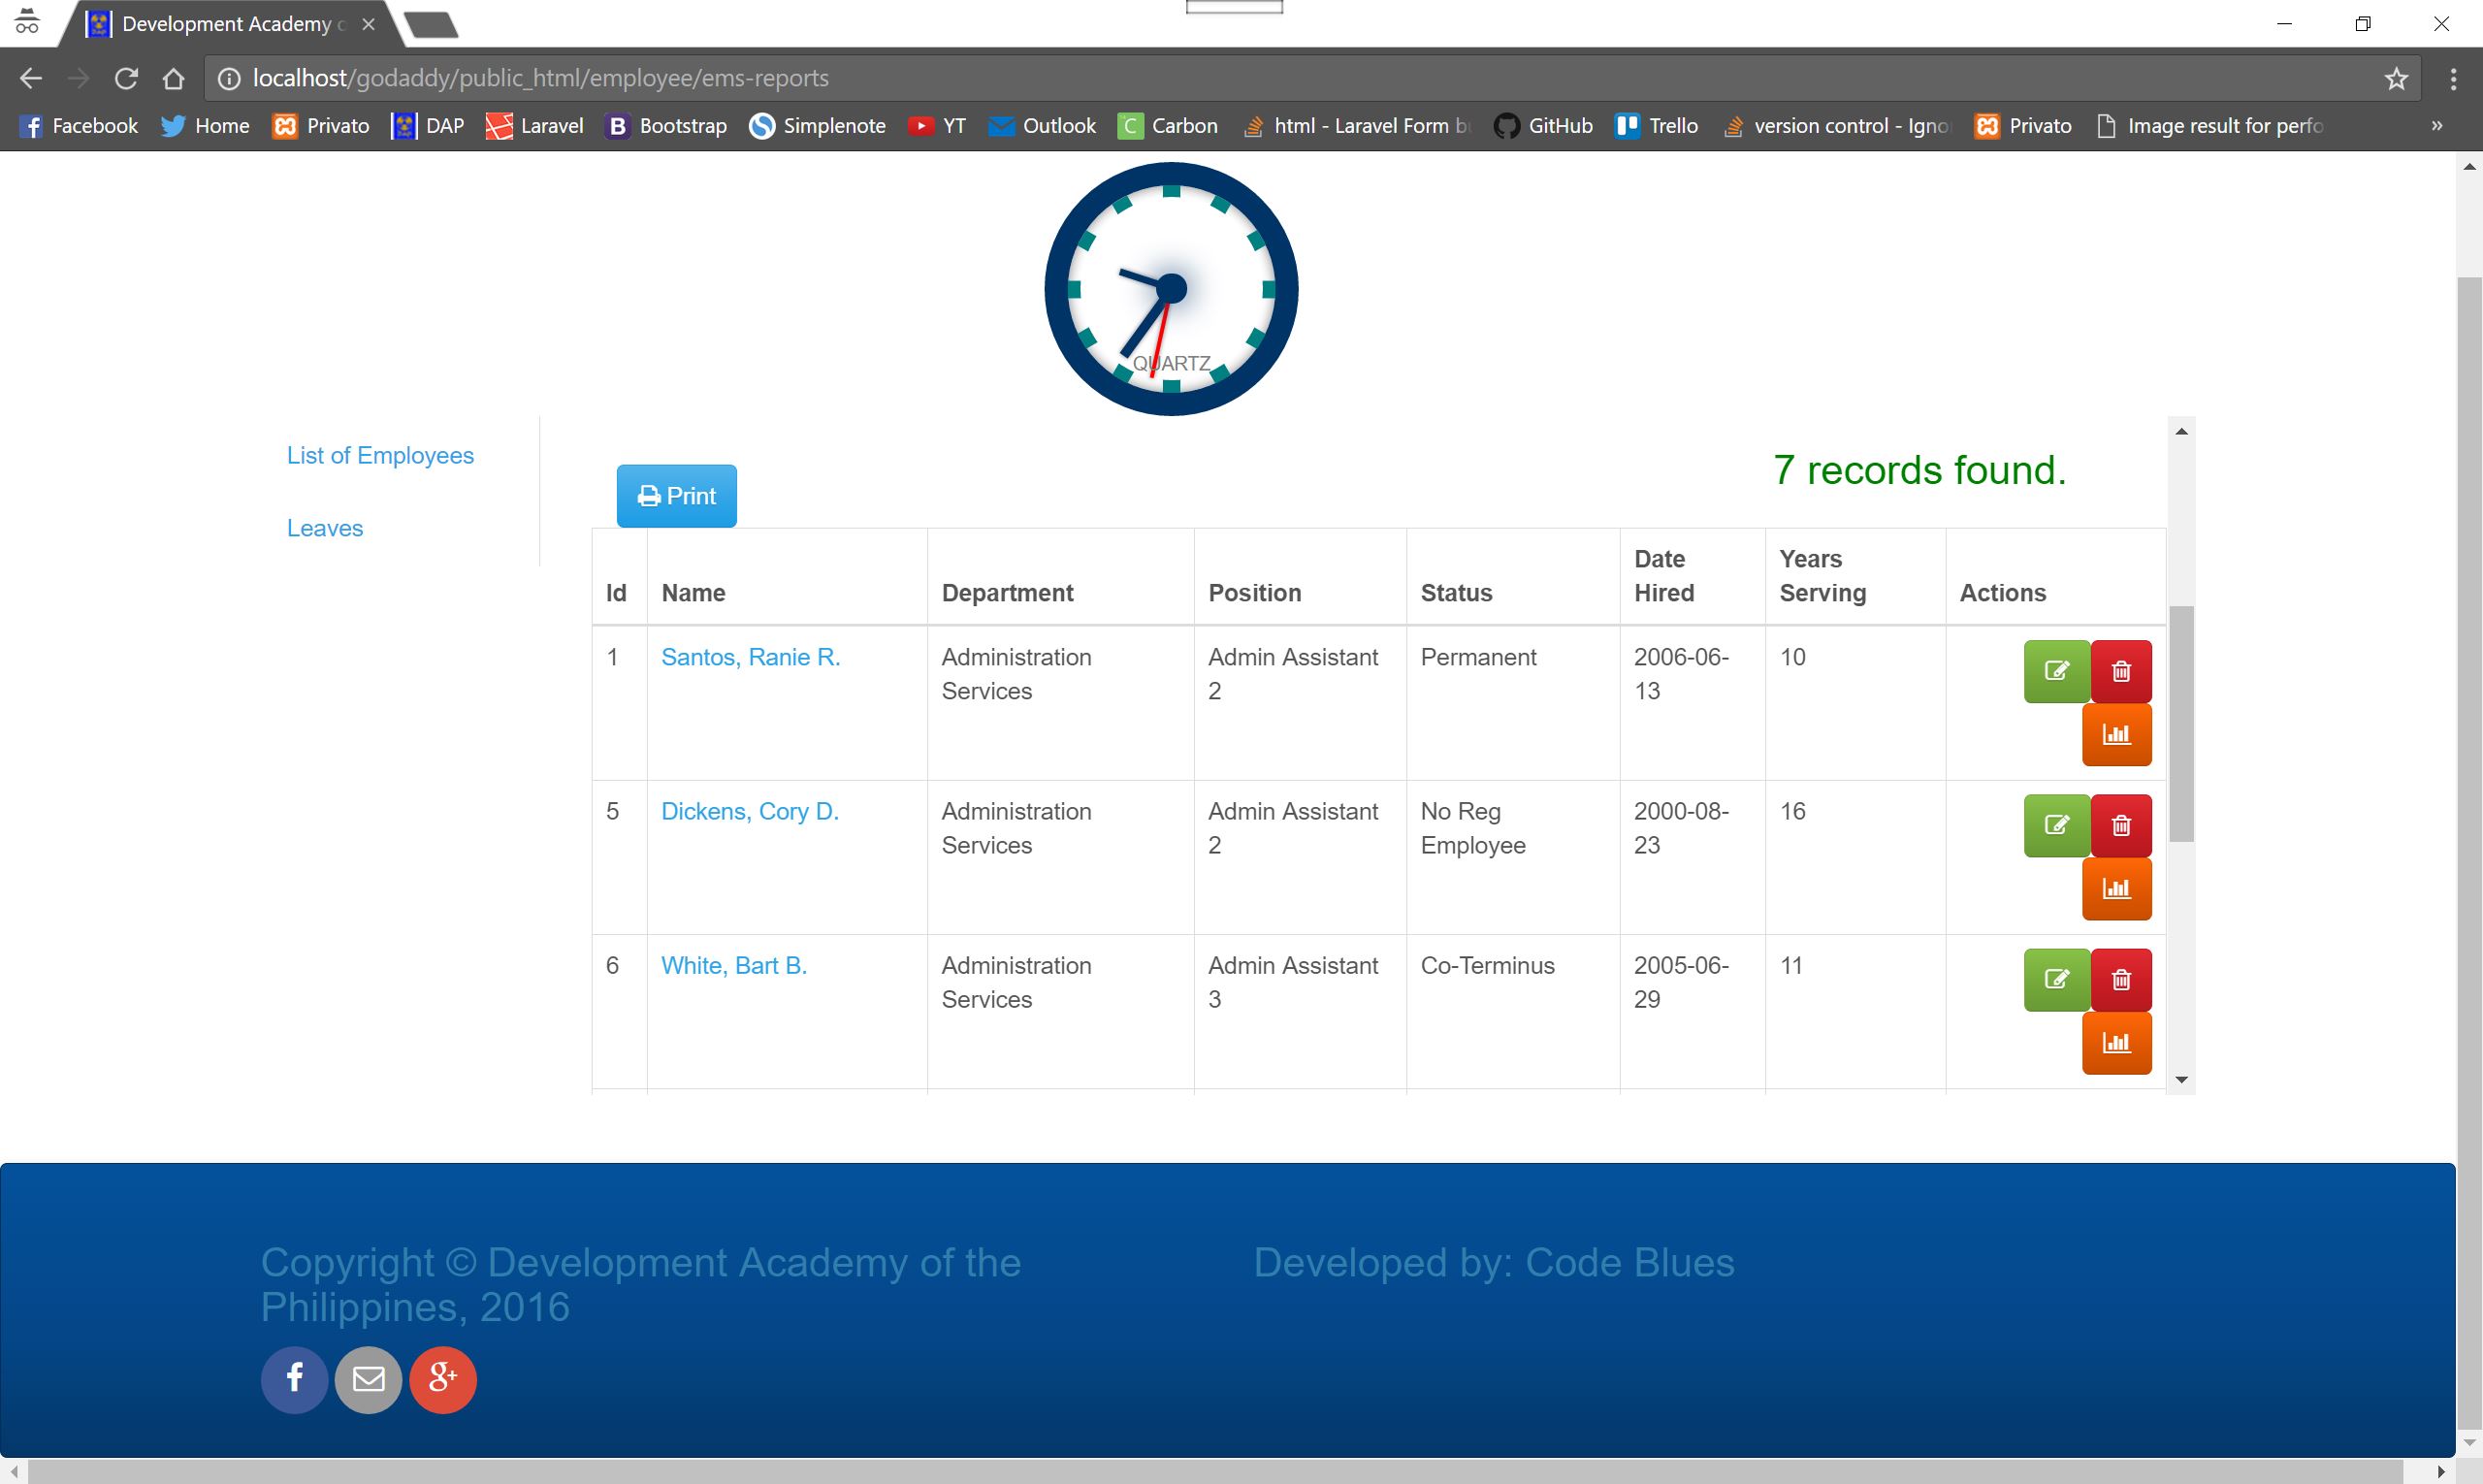 Development Academy o
localhost/godaddy/public_html/employee/ems-reports
Facebook Home Privato DAP Laravel Bootstrap Simplenote YT Outlook Carbon html - Laravel Form bu GitHub Trello version control - Igno Privato Image result for perfo »
QUARTZ
List of Employees
Leaves
Print
7 records found.
Id Name Department Position Status Date Hired Years Serving Actions
1 Santos, Ranie R. Administration Services Admin Assistant 2 Permanent 2006-06-13 10
5 Dickens, Cory D. Administration Services Admin Assistant 2 No Reg Employee 2000-08-23 16
6 White, Bart B. Administration Services Admin Assistant 3 Co-Terminus 2005-06-29 11
Copyright © Development Academy of the
Philippines, 2016
Developed by: Code Blues